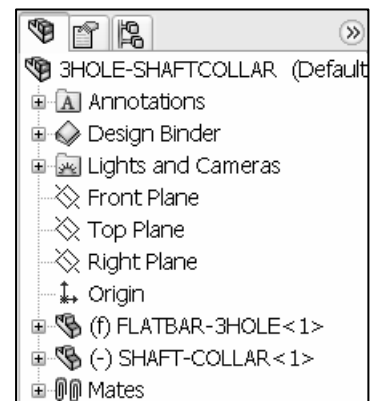 3HOLE-SHAFTCOLLAR (Default
A Annotations
Design Binder
Lights and Cameras
Front Plane
Top Plane
Right Plane
Origin
(f) FLATBAR-3HOLE<1>
(-) SHAFT-COLLAR<1>
Mates